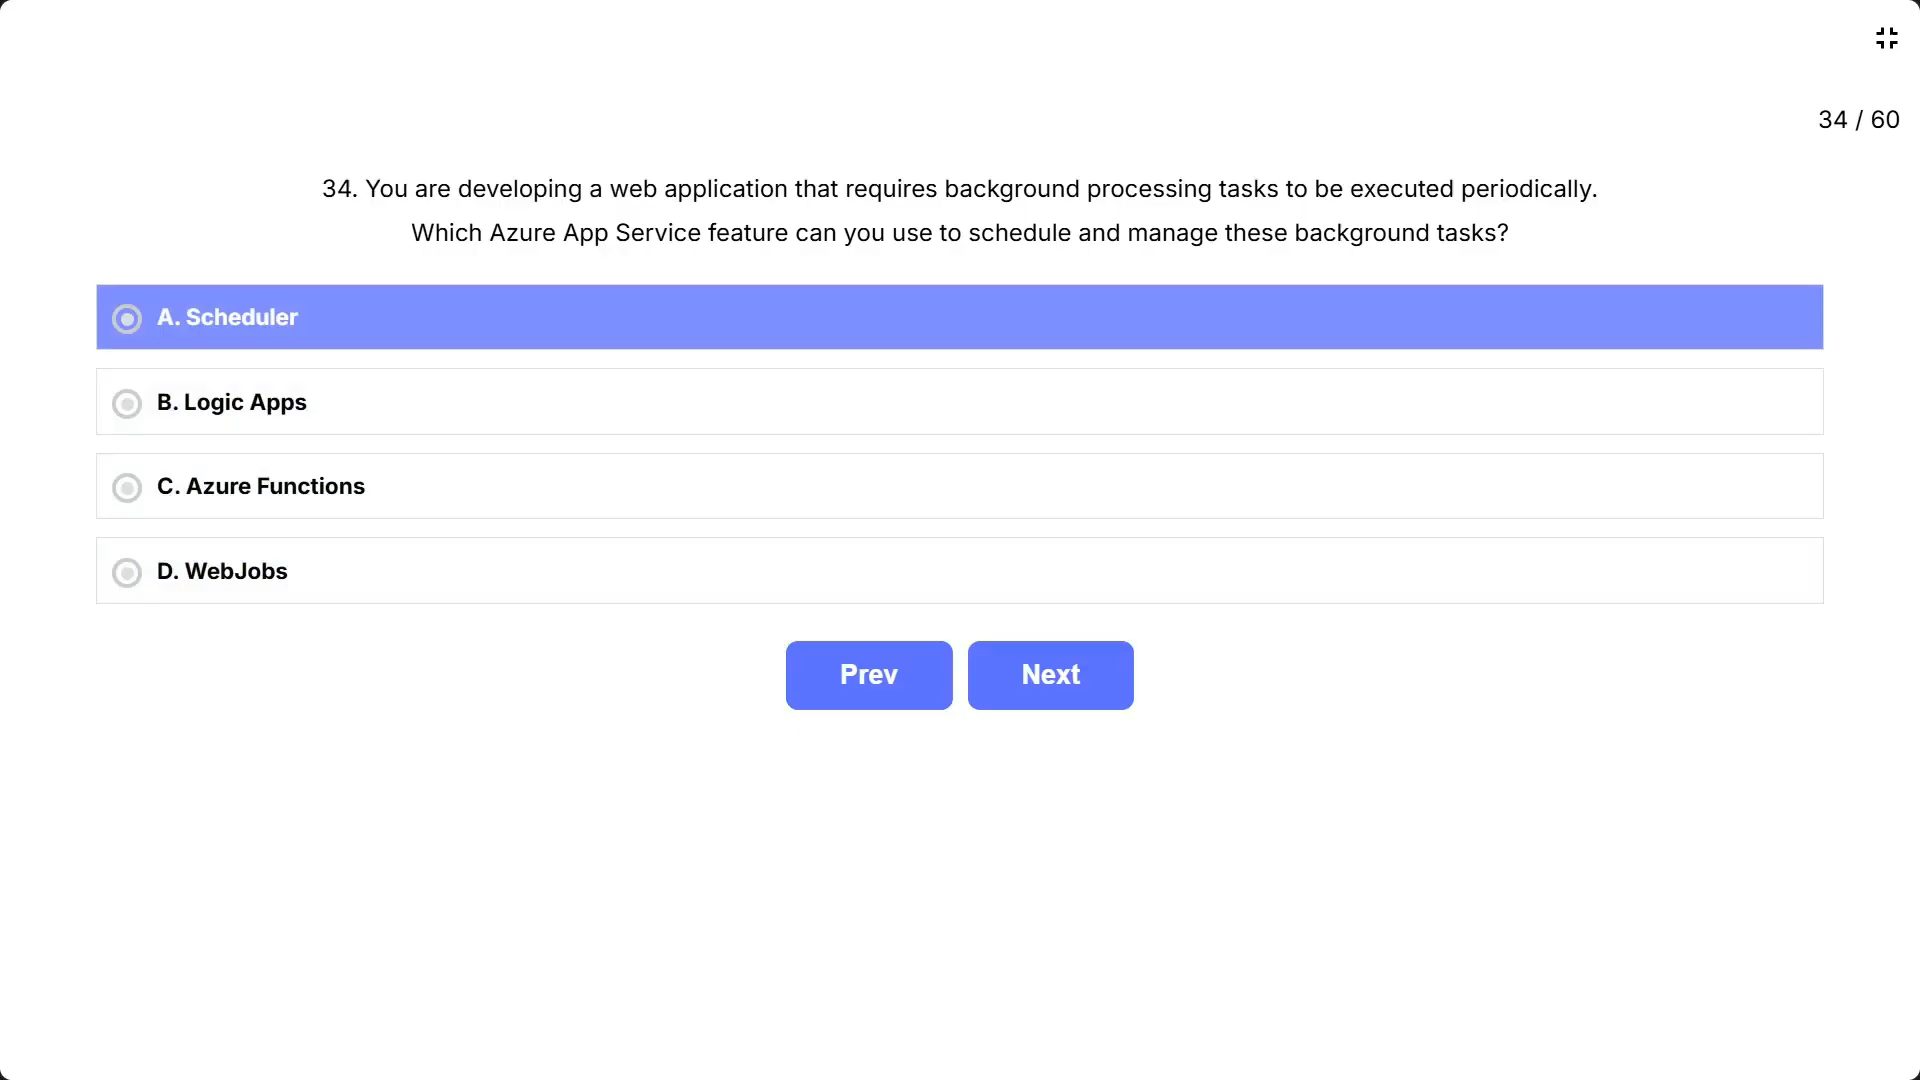 34 / 60
34. You are developing a web application that requires background processing tasks to be executed periodically.
Which Azure App Service feature can you use to schedule and manage these background tasks?
A. Scheduler
B. Logic Apps
C. Azure Functions
D. WebJobs
Prev Next